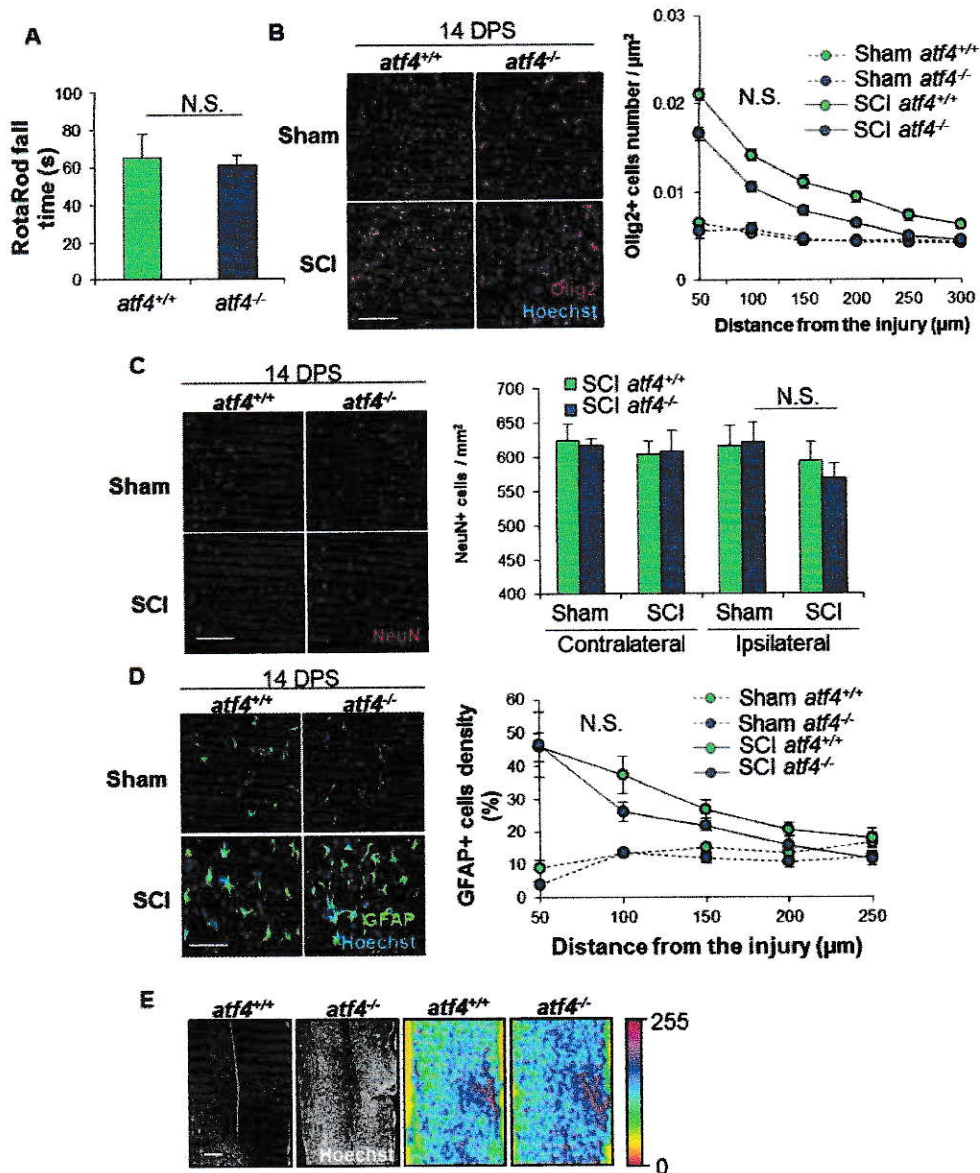 A
N.S.
RotaRod fall
time (s)
100
80
60
40
20
0
atf4+/+
atf4-/-
B
14 DPS
atf4+/+
atf4-/-
Sham
SCI
Olig2
Hoechst
Olig2+ cells number / µm²
0.03
0.02
0.01
0
N.S.
Sham atf4+/+
Sham atf4-/-
SCI atf4+/+
SCI atf4-/-
50 100 150 200 250 300
Distance from the injury (µm)
C
14 DPS
atf4+/+
atf4-/-
Sham
SCI
NeuN
NeuN+ cells / mm²
700
650
600
550
500
450
400
SCI atf4+/+
SCI atf4-/-
N.S.
Sham SCI Sham SCI
Contralateral Ipsilateral
D
14 DPS
atf4+/+
atf4-/-
Sham
SCI
GFAP
Hoechst
GFAP+ cells density
(%)
60
50
40
30
20
10
0
N.S.
Sham atf4+/+
Sham atf4-/-
SCI atf4+/+
SCI atf4-/-
50 100 150 200 250
Distance from the injury (µm)
E
atf4+/+ atf4-/- atf4+/+ atf4-/-
Hoechst
255
0